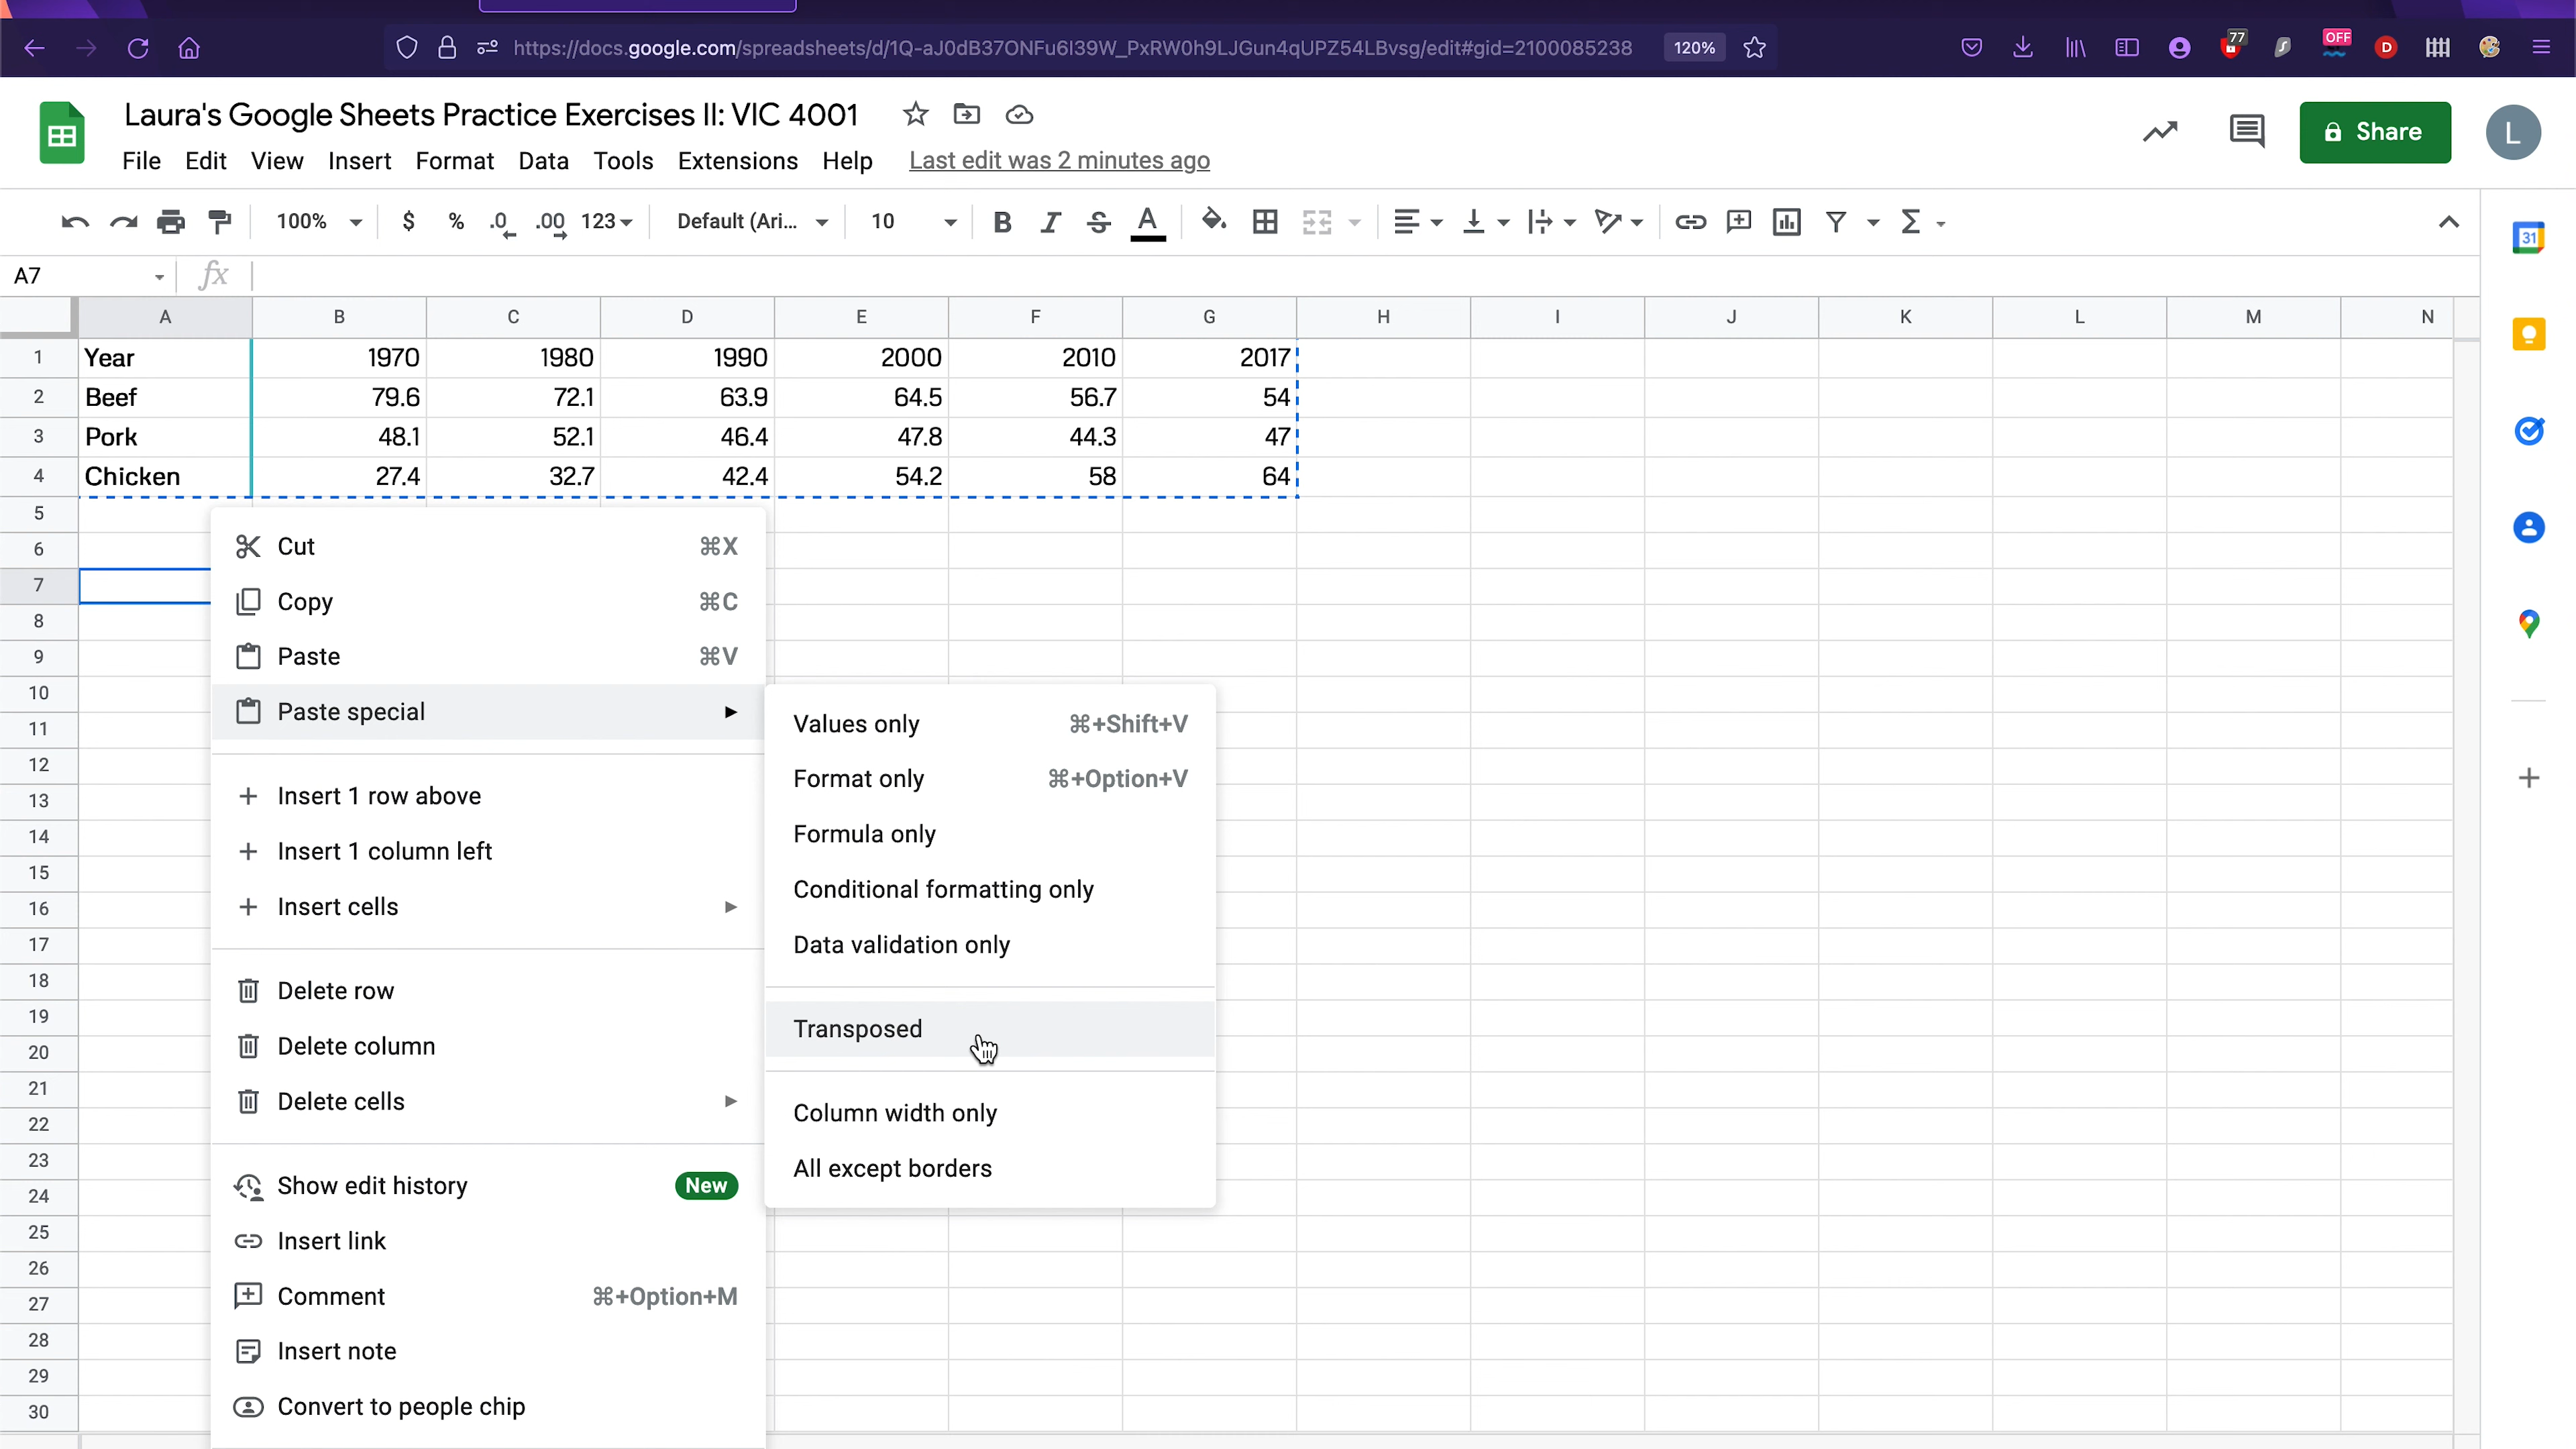 https://docs.google.com/spreadsheets/d/1Q-aJ0dB37ONFu6I39W_PxRW0h9LJGun4qUPZ54LBvsg/edit#gid=2100085238 120% 77 OFF D
Laura's Google Sheets Practice Exercises II: VIC 4001
File Edit View Insert Format Data Tools Extensions Help Last edit was 2 minutes ago
Share L
100% $ % .0 .00 123 Default (Ari... 10 B I S A Σ
31
A7 fx
A B C D E F G H I J K L M N
1 Year 1970 1980 1990 2000 2010 2017
2 Beef 79.6 72.1 63.9 64.5 56.7 54
3 Pork 48.1 52.1 46.4 47.8 44.3 47
4 Chicken 27.4 32.7 42.4 54.2 58 64
5
6
7
8
9
10
11
12
13
14
15
16
17
18
19
20
21
22
23
24
25
26
27
28
29
30
Cut ⌘X
Copy ⌘C
Paste ⌘V
Paste special
Insert 1 row above
Insert 1 column left
Insert cells
Delete row
Delete column
Delete cells
Show edit history New
Insert link
Comment ⌘+Option+M
Insert note
Convert to people chip
Values only ⌘+Shift+V
Format only ⌘+Option+V
Formula only
Conditional formatting only
Data validation only
Transposed
Column width only
All except borders